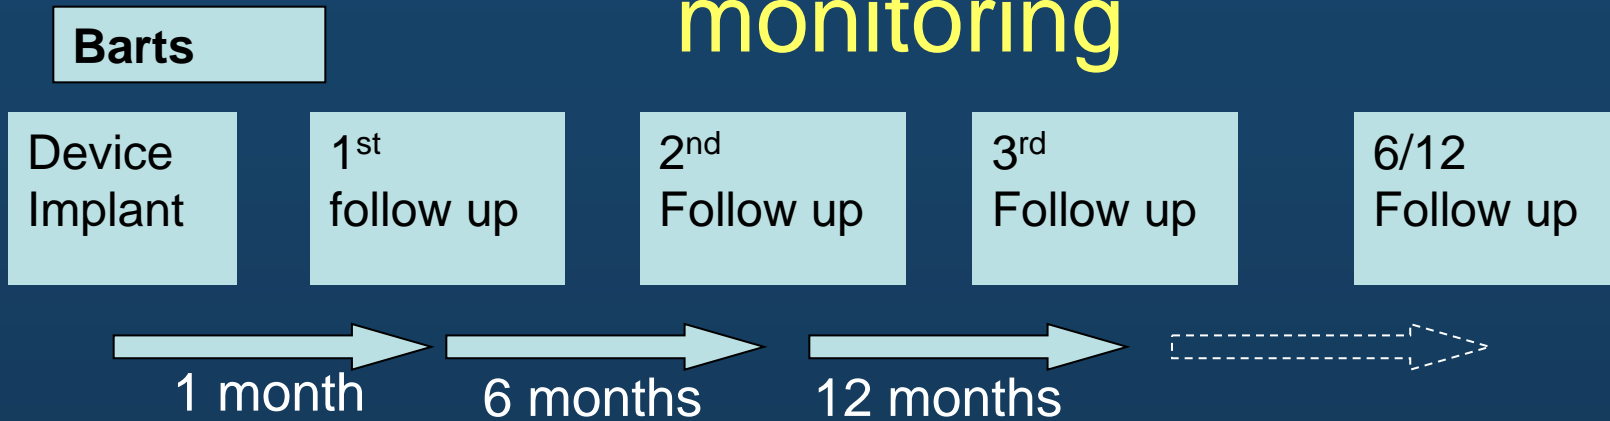 monitoring
Barts
Device
Implant
1st
follow up
2nd
Follow up
3rd
Follow up
6/12
Follow up
1 month
6 months
12 months